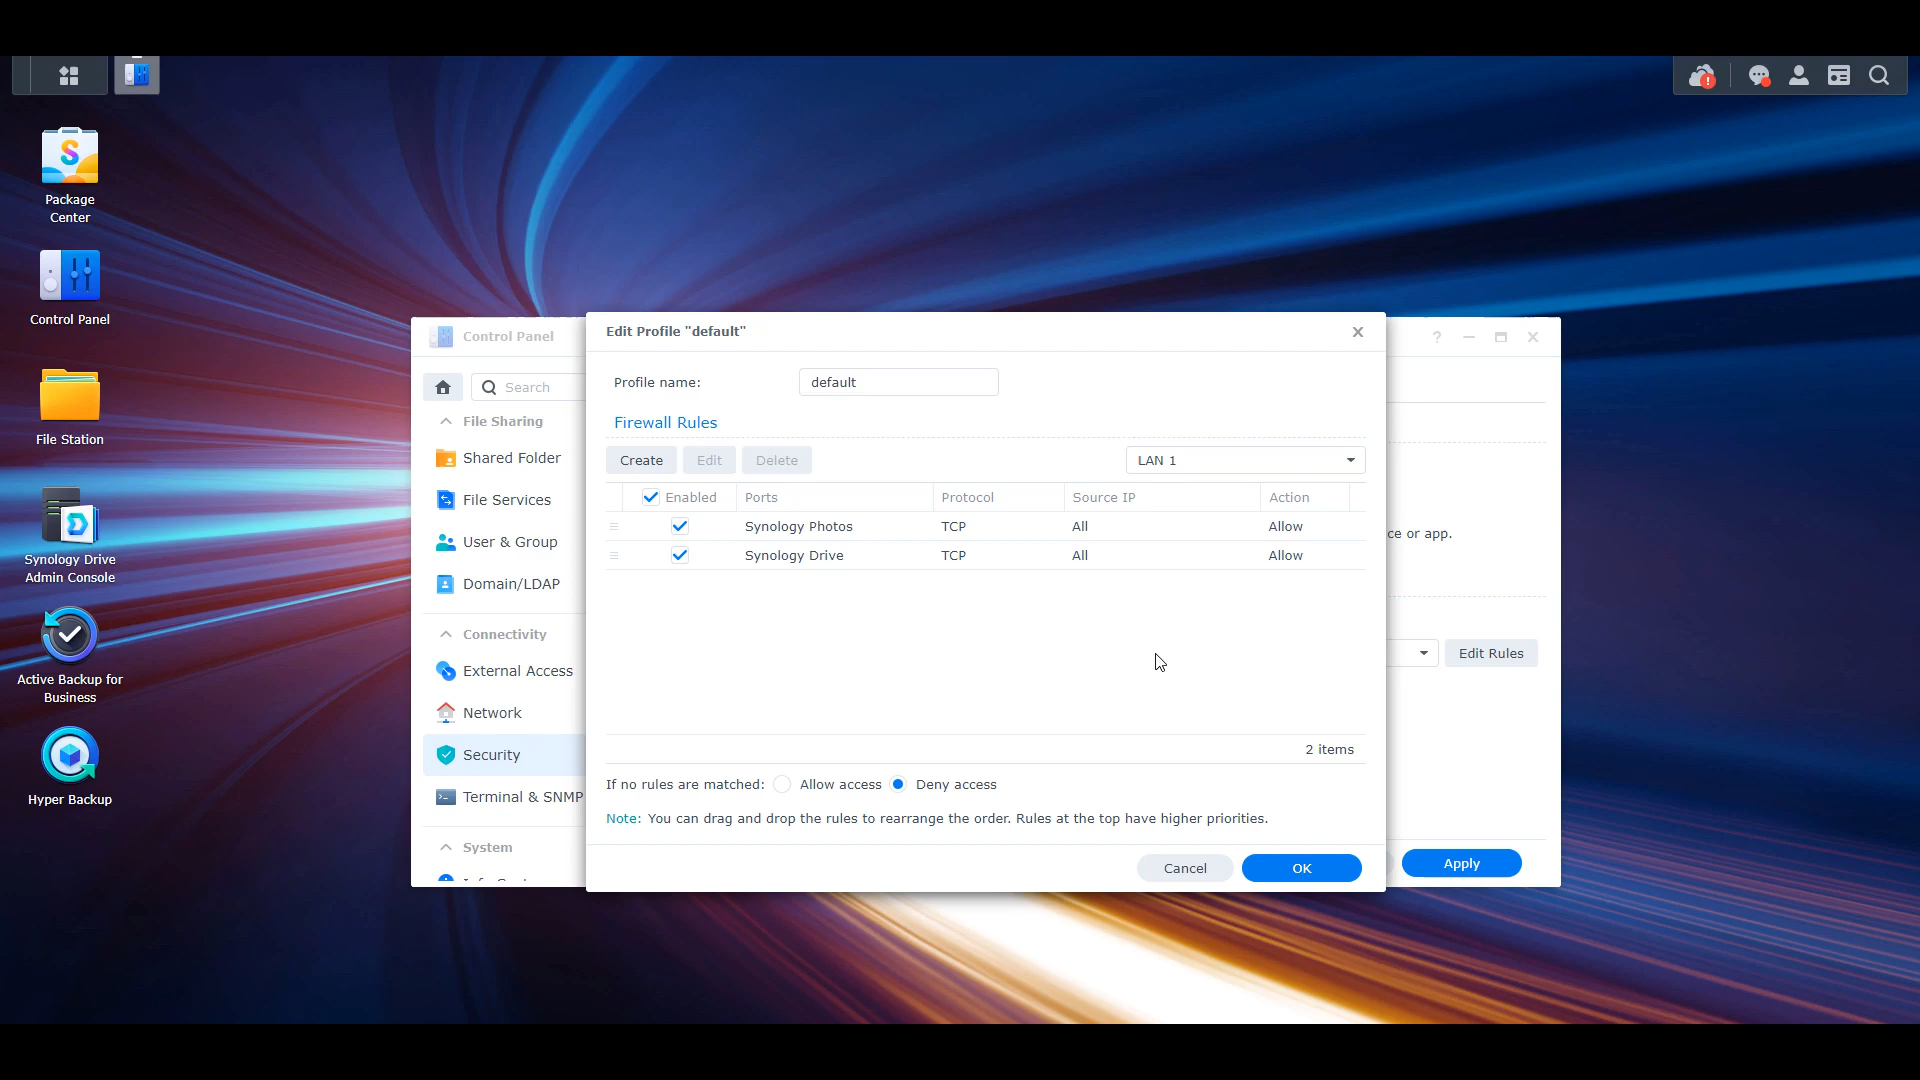 Package
Center
Control Panel
File Station
Synology Drive
Admin Console
Active Backup for
Business
Hyper Backup
Control Panel
Search
File Sharing
Shared Folder
File Services
User & Group
Domain/LDAP
Connectivity
External Access
Network
Security
Terminal & SNMP
System
Edit Profile "default"
Profile name:
default
Firewall Rules
Create
Edit
Delete
LAN 1
Enabled Ports Protocol Source IP Action
Synology Photos TCP All Allow
Synology Drive TCP All Allow
2 items
If no rules are matched: Allow access Deny access
Note: You can drag and drop the rules to rearrange the order. Rules at the top have higher priorities.
Cancel
OK
?
ce or app.
Edit Rules
Apply